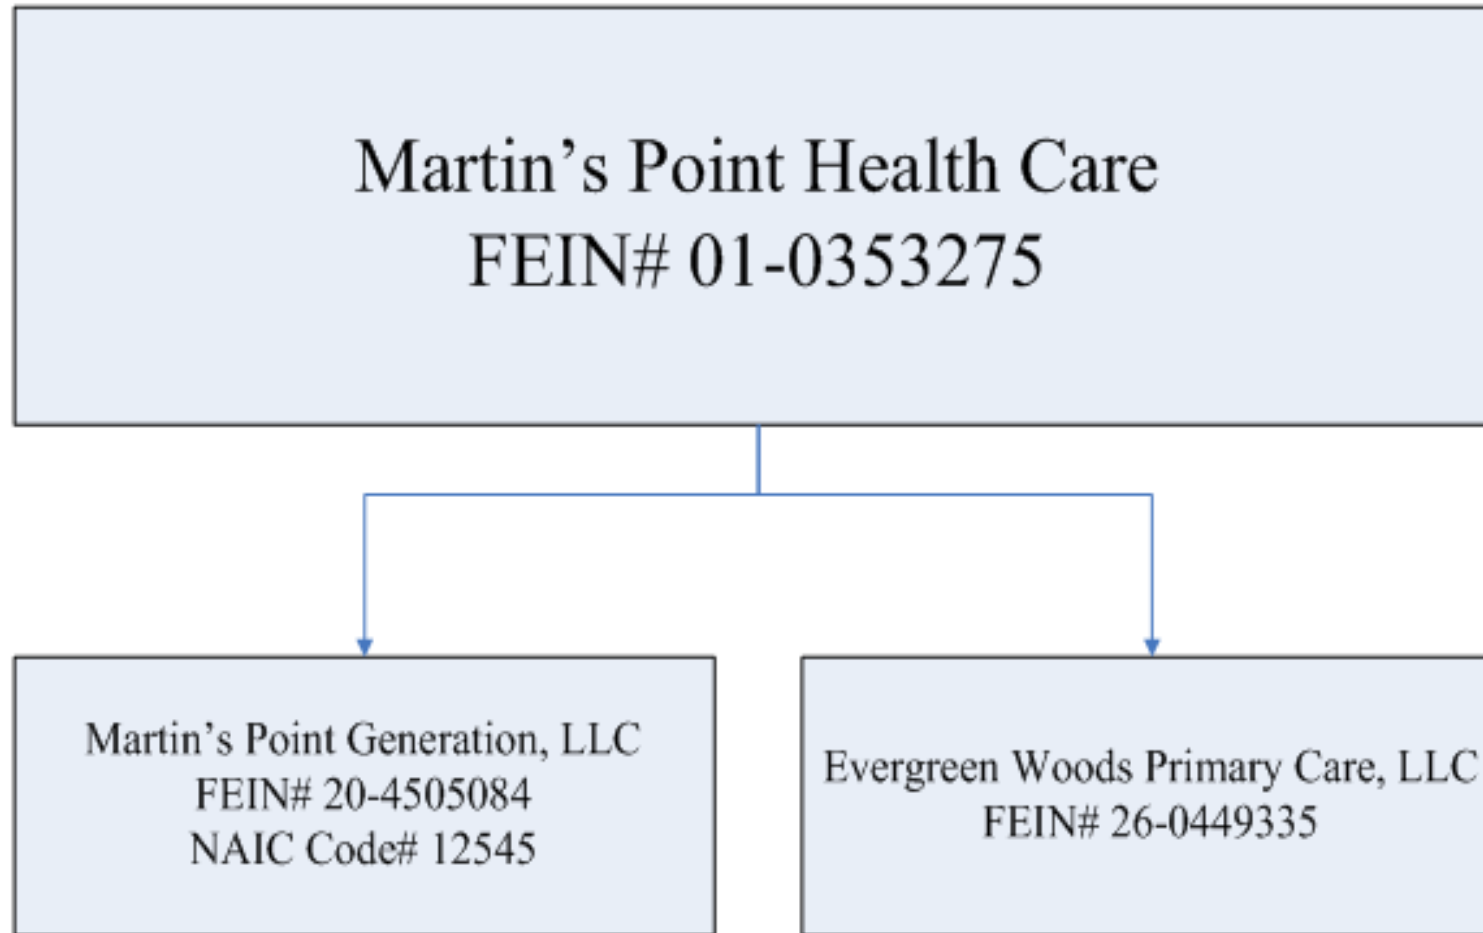 Martin’s Point Health Care
FEIN# 01-0353275
Martin’s Point Generation, LLC
FEIN# 20-4505084
NAIC Code# 12545
Evergreen Woods Primary Care, LLC
FEIN# 26-0449335